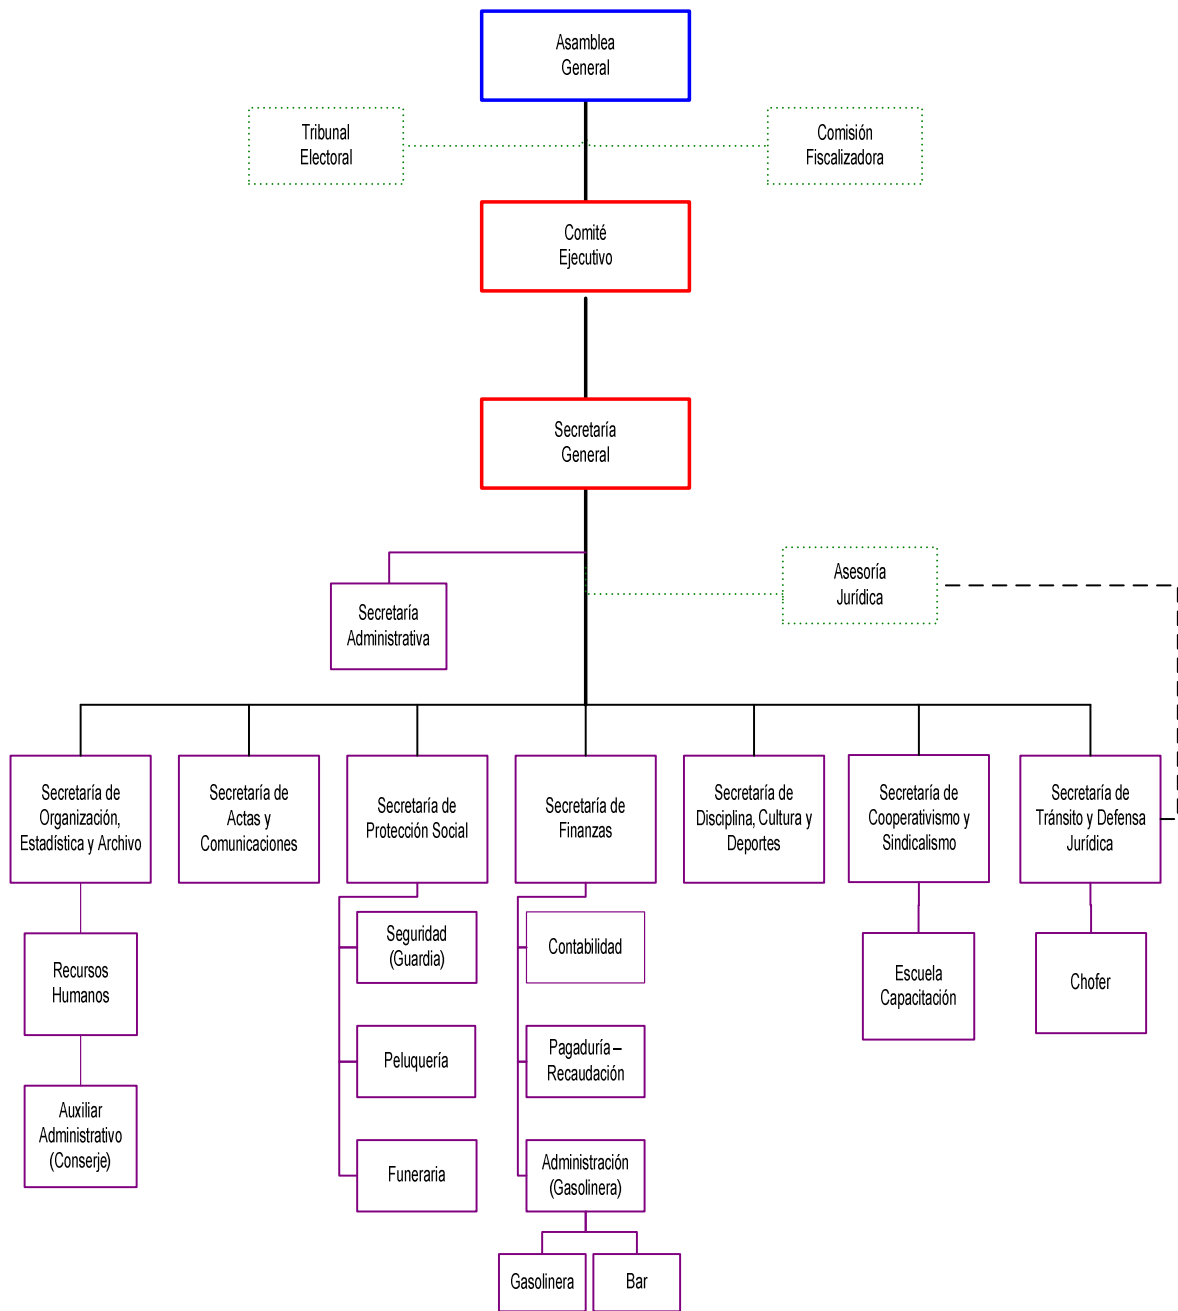 Asamblea
General
Tribunal
Electoral
Comisión
Fiscalizadora
Comité
Ejecutivo
Secretaría
General
Asesoría
Jurídica
Secretaría
Administrativa
Secretaría de
Organización,
Estadística y Archivo
Secretaría de
Actas y
Comunicaciones
Secretaría de
Protección Social
Secretaría de
Finanzas
Secretaría de
Disciplina, Cultura y
Deportes
Secretaría de
Cooperativismo y
Sindicalismo
Secretaría de
Tránsito y Defensa
Jurídica
Recursos
Humanos
Auxiliar
Administrativo
(Conserje)
Seguridad
(Guardia)
Peluquería
Funeraria
Contabilidad
Pagaduría –
Recaudación
Administración
(Gasolinera)
Gasolinera
Bar
Escuela
Capacitación
Chofer